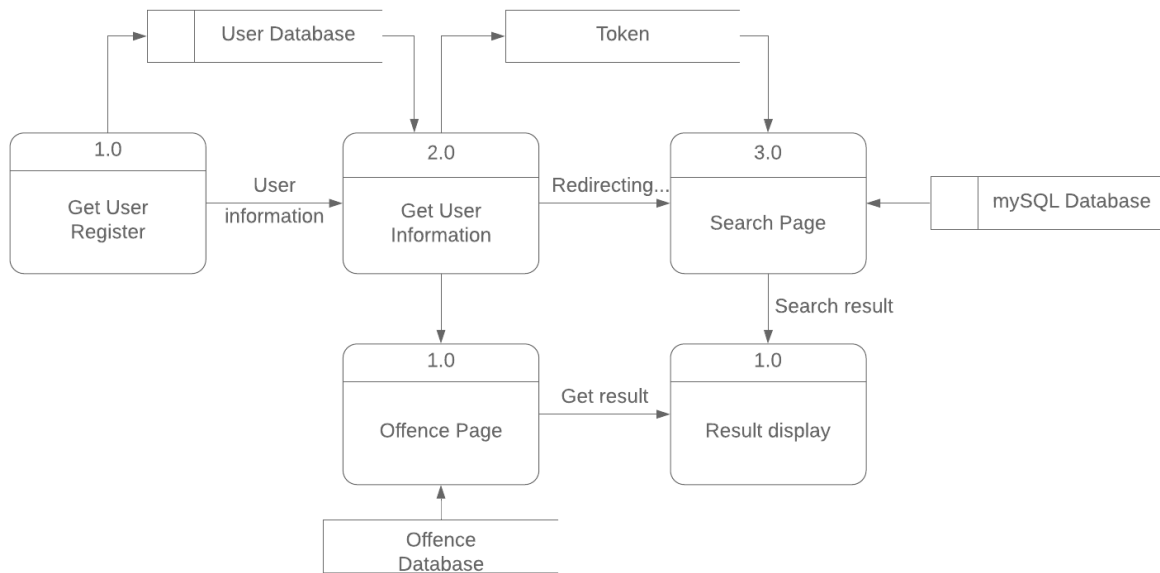 User Database
Token
1.0
2.0
3.0
Get User
Register
User
information
Get User
Information
Redirecting...
Search Page
mySQL Database
Search result
1.0
1.0
Offence Page
Get result
Result display
Offence
Database